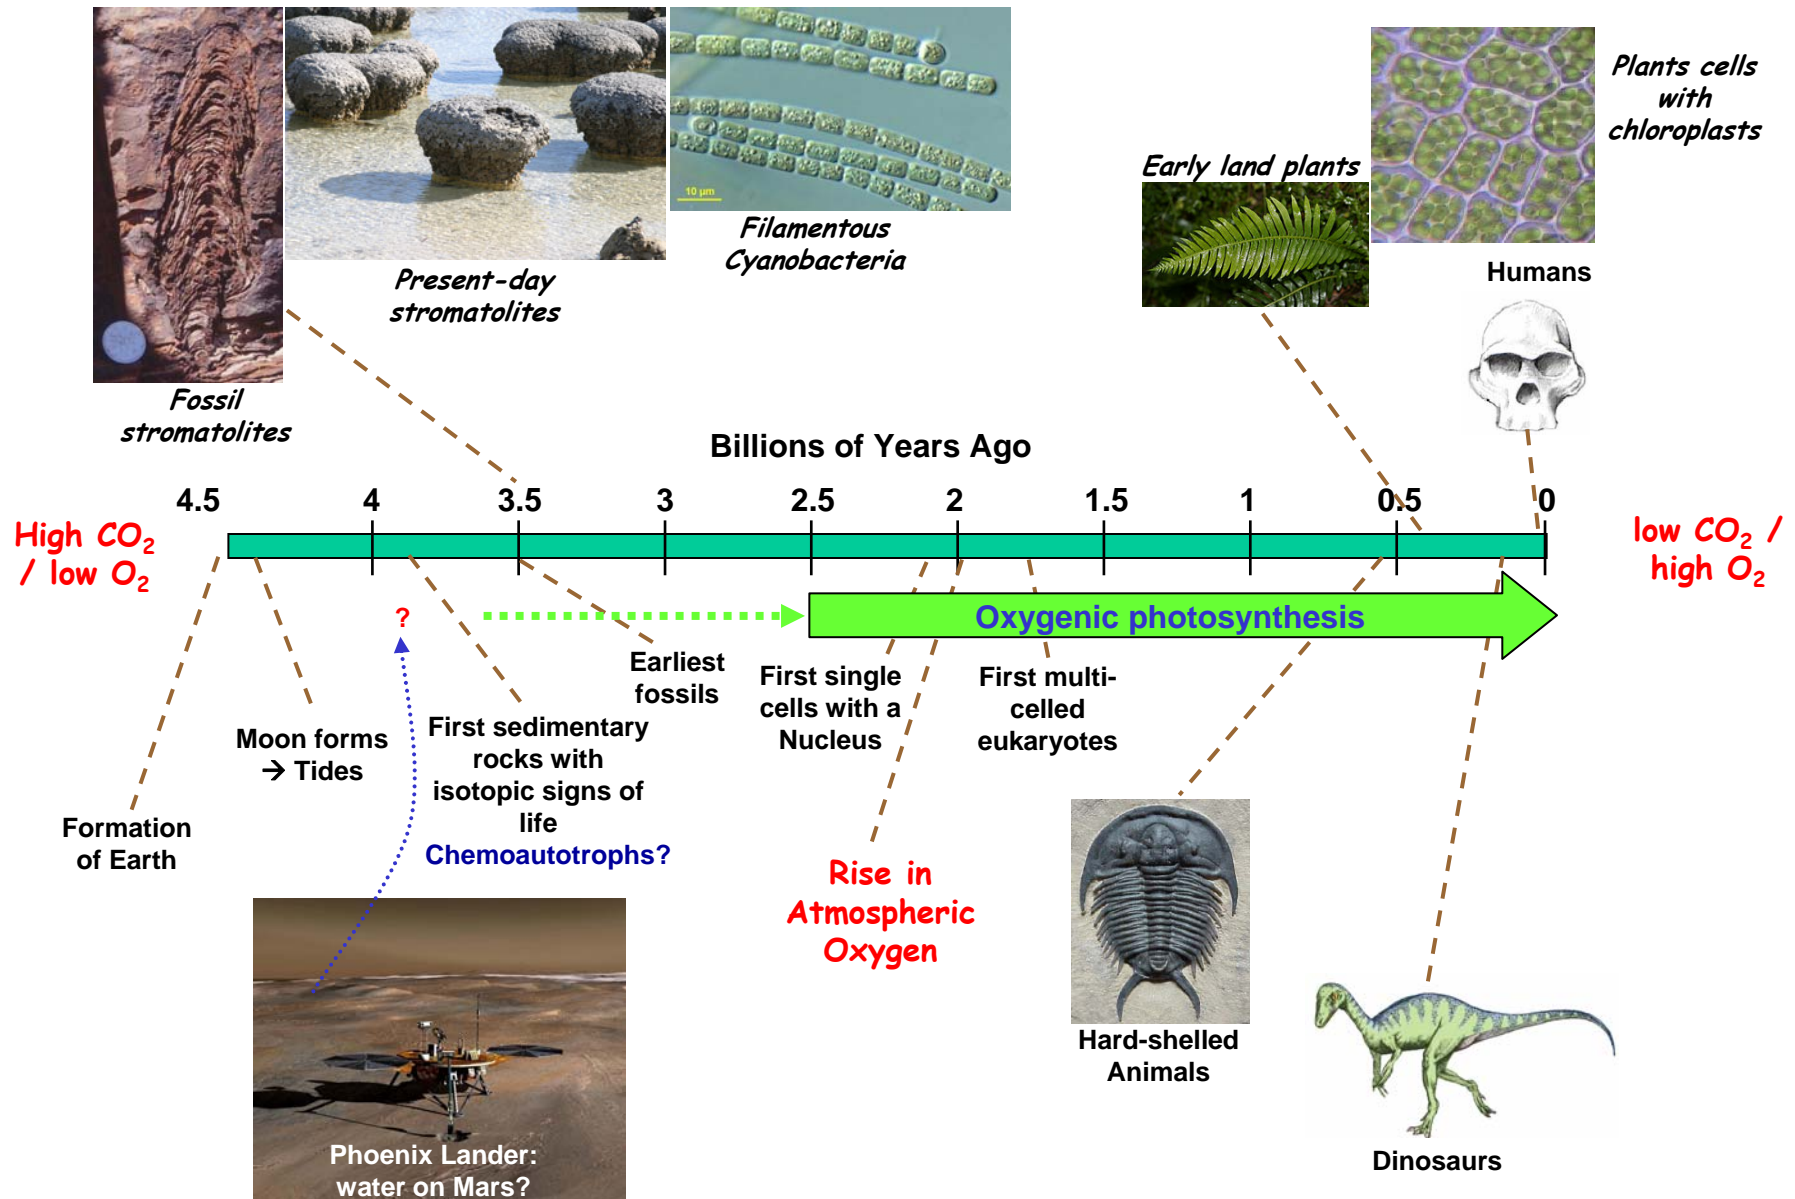 Plants cells
with
chloroplasts
Early land plants
10 µm
Filamentous
Cyanobacteria
Present-day
stromatolites
Humans
Fossil
stromatolites
Billions of Years Ago
4.5 4 3.5 3 2.5 2 1.5 1 0.5 0
High CO₂
/ low O₂
low CO₂ /
high O₂
?
Oxygenic photosynthesis
Earliest
fossils
First single
cells with a
Nucleus
First multi-
celled
eukaryotes
Moon forms
→ Tides
First sedimentary
rocks with
isotopic signs of
life
Chemoautotrophs?
Formation
of Earth
Rise in
Atmospheric
Oxygen
Hard-shelled
Animals
Phoenix Lander:
water on Mars?
Dinosaurs